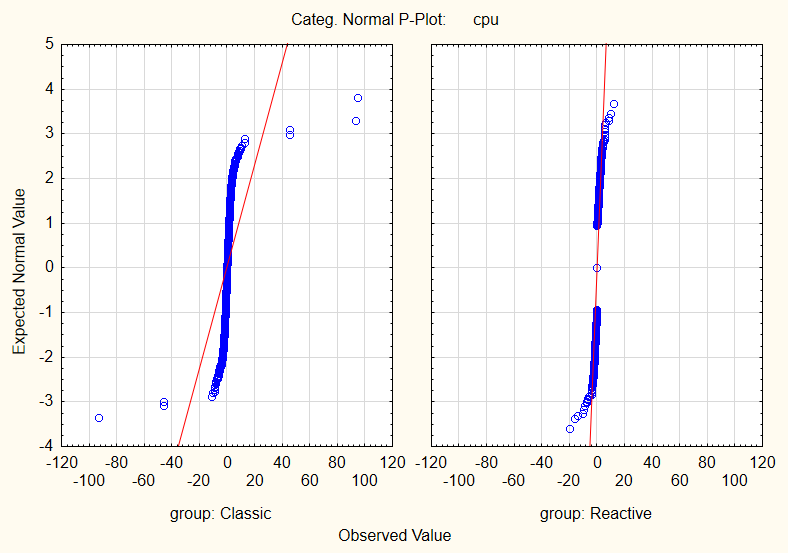 Categ. Normal P-Plot: cpu
Expected Normal Value
5
4
3
2
1
0
-1
-2
-3
-4
-120 -80 -40 0 40 80 120
-100 -60 -20 20 60 100
-120 -80 -40 0 40 80 120
-100 -60 -20 20 60 100
group: Classic
group: Reactive
Observed Value